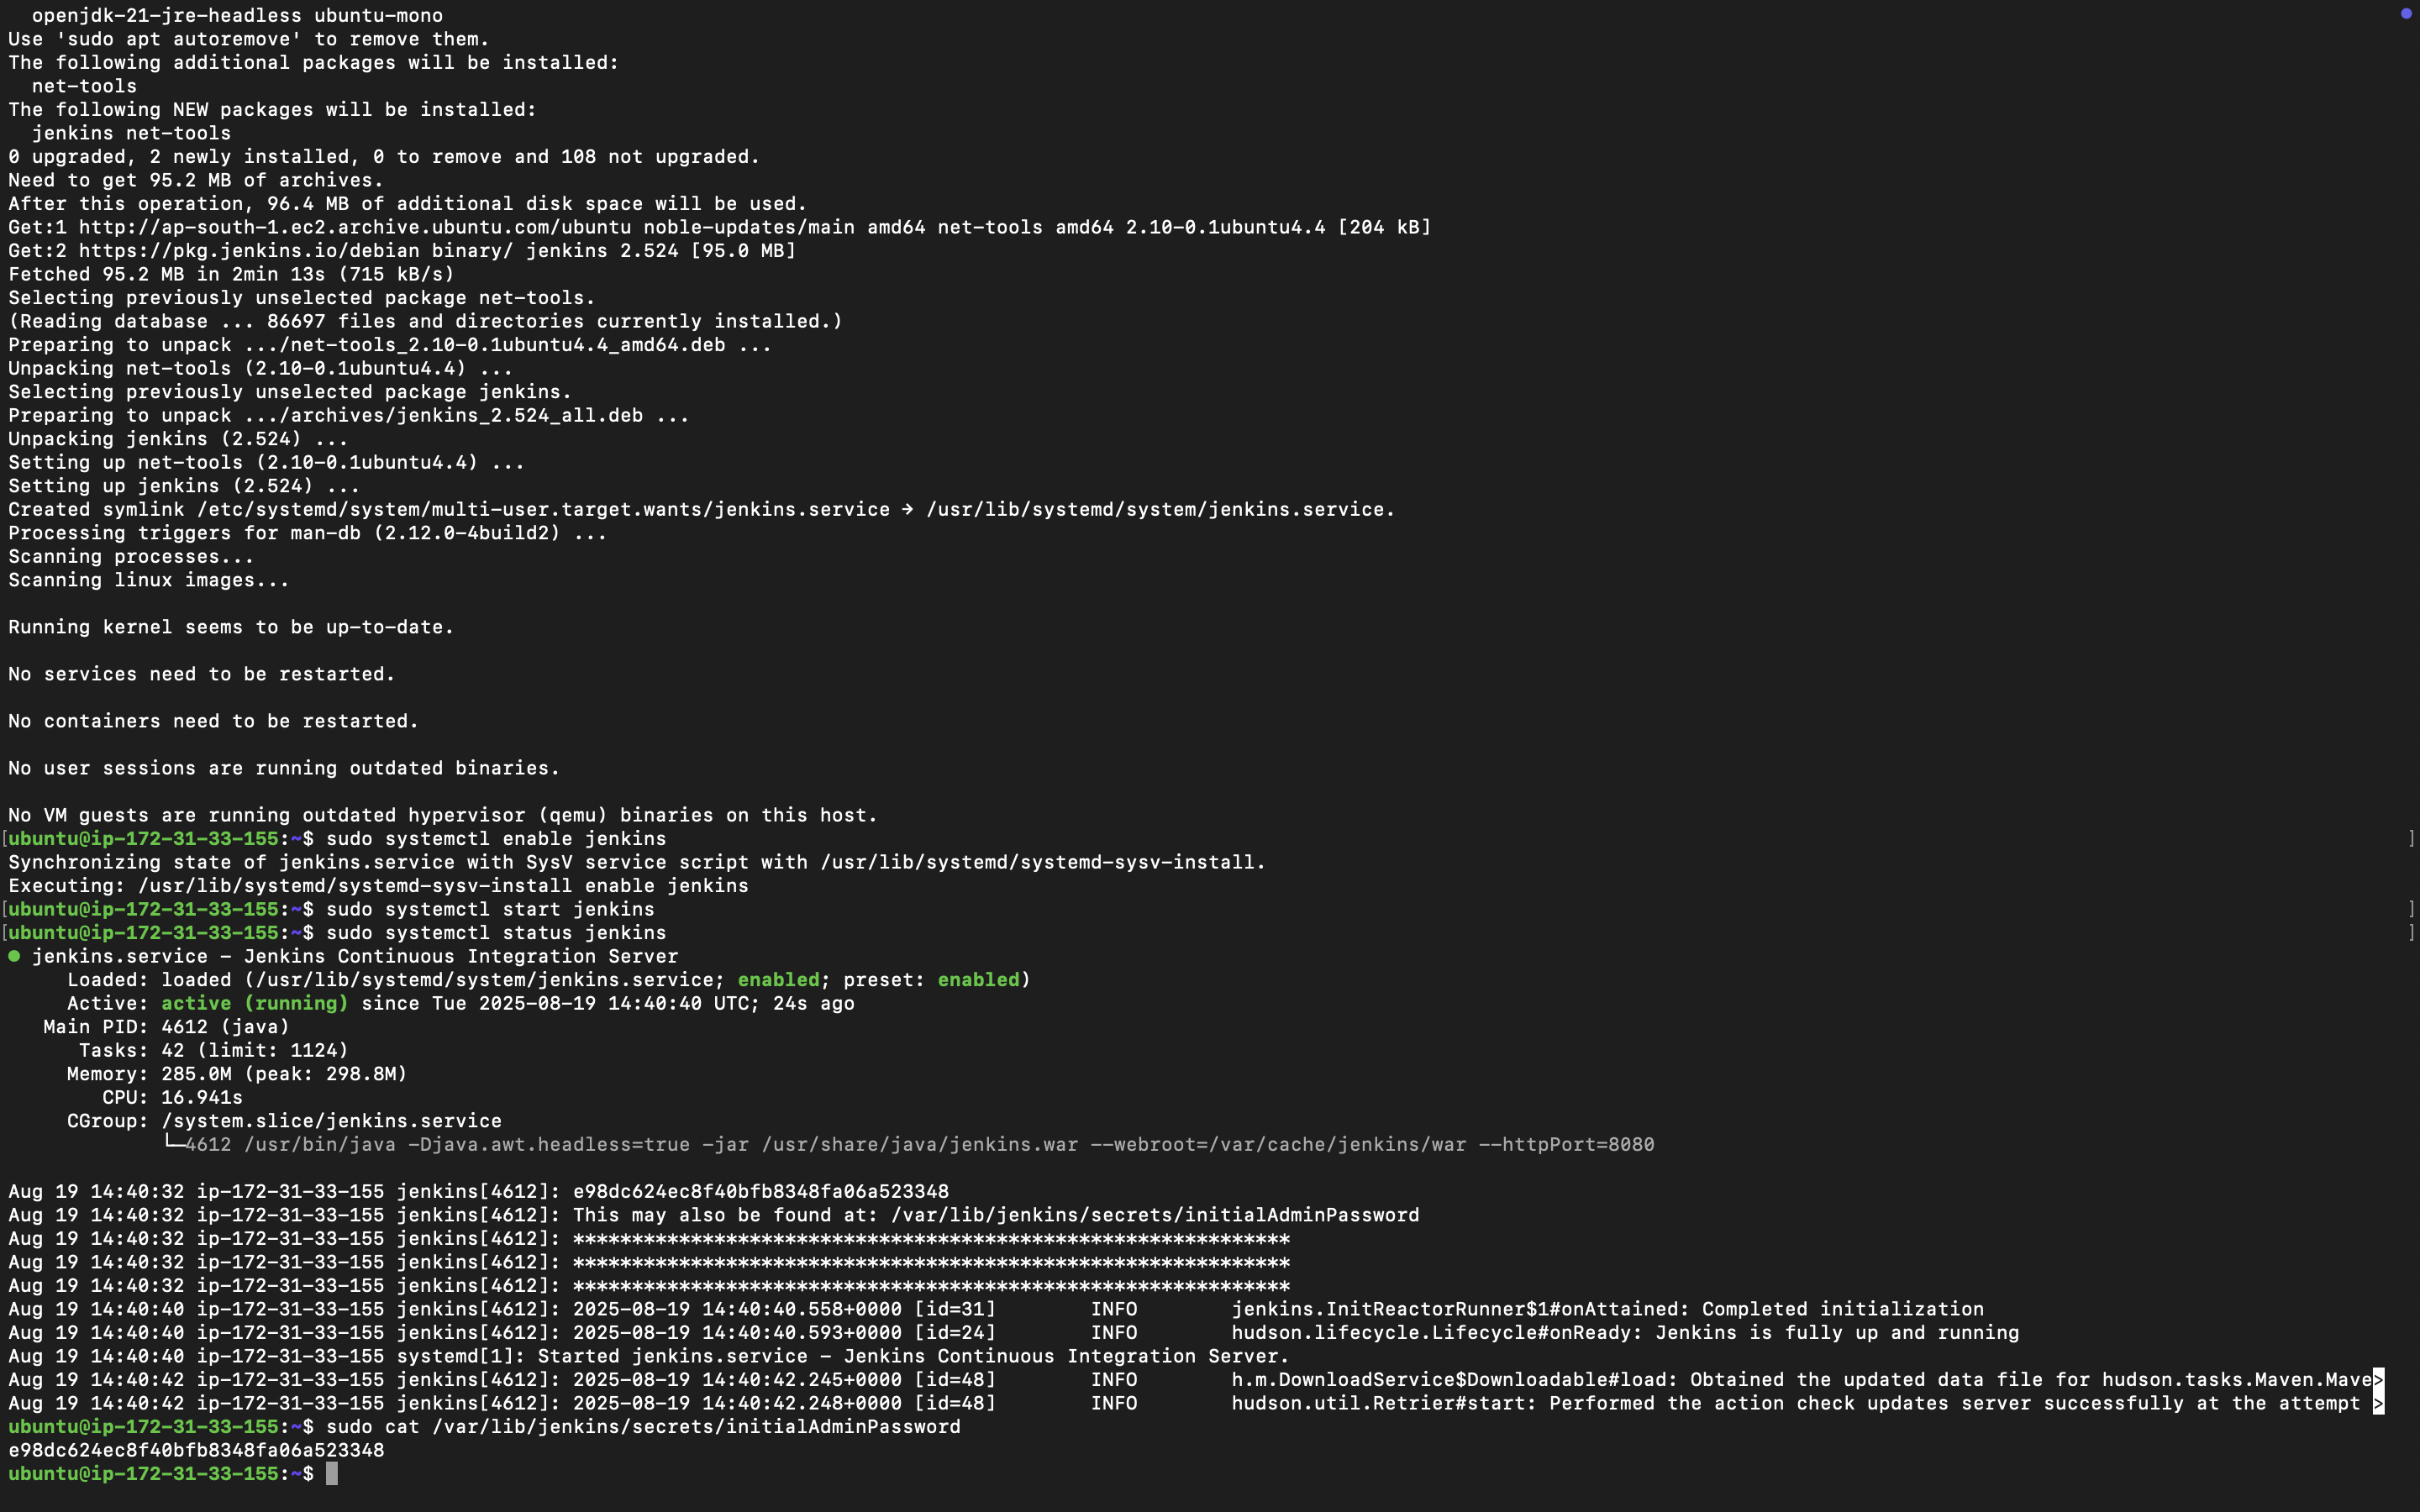 openjdk-21-jre-headless ubuntu-mono
Use 'sudo apt autoremove' to remove them.
The following additional packages will be installed:
  net-tools
The following NEW packages will be installed:
  jenkins net-tools
0 upgraded, 2 newly installed, 0 to remove and 108 not upgraded.
Need to get 95.2 MB of archives.
After this operation, 96.4 MB of additional disk space will be used.
Get:1 http://ap-south-1.ec2.archive.ubuntu.com/ubuntu noble-updates/main amd64 net-tools amd64 2.10-0.1ubuntu4.4 [204 kB]
Get:2 https://pkg.jenkins.io/debian binary/ jenkins 2.524 [95.0 MB]
Fetched 95.2 MB in 2min 13s (715 kB/s)
Selecting previously unselected package net-tools.
(Reading database ... 86697 files and directories currently installed.)
Preparing to unpack .../net-tools_2.10-0.1ubuntu4.4_amd64.deb ...
Unpacking net-tools (2.10-0.1ubuntu4.4) ...
Selecting previously unselected package jenkins.
Preparing to unpack .../archives/jenkins_2.524_all.deb ...
Unpacking jenkins (2.524) ...
Setting up net-tools (2.10-0.1ubuntu4.4) ...
Setting up jenkins (2.524) ...
Created symlink /etc/systemd/system/multi-user.target.wants/jenkins.service → /usr/lib/systemd/system/jenkins.service.
Processing triggers for man-db (2.12.0-4build2) ...
Scanning processes...
Scanning linux images...
Running kernel seems to be up-to-date.
No services need to be restarted.
No containers need to be restarted.
No user sessions are running outdated binaries.
No VM guests are running outdated hypervisor (qemu) binaries on this host.
[ubuntu@ip-172-31-33-155:~$ sudo systemctl enable jenkins ]
Synchronizing state of jenkins.service with SysV service script with /usr/lib/systemd/systemd-sysv-install.
Executing: /usr/lib/systemd/systemd-sysv-install enable jenkins
[ubuntu@ip-172-31-33-155:~$ sudo systemctl start jenkins ]
[ubuntu@ip-172-31-33-155:~$ sudo systemctl status jenkins ]
● jenkins.service - Jenkins Continuous Integration Server
     Loaded: loaded (/usr/lib/systemd/system/jenkins.service; enabled; preset: enabled)
     Active: active (running) since Tue 2025-08-19 14:40:40 UTC; 24s ago
   Main PID: 4612 (java)
      Tasks: 42 (limit: 1124)
     Memory: 285.0M (peak: 298.8M)
        CPU: 16.941s
     CGroup: /system.slice/jenkins.service
             └─4612 /usr/bin/java -Djava.awt.headless=true -jar /usr/share/java/jenkins.war --webroot=/var/cache/jenkins/war --httpPort=8080
Aug 19 14:40:32 ip-172-31-33-155 jenkins[4612]: e98dc624ec8f40bfb8348fa06a523348
Aug 19 14:40:32 ip-172-31-33-155 jenkins[4612]: This may also be found at: /var/lib/jenkins/secrets/initialAdminPassword
Aug 19 14:40:32 ip-172-31-33-155 jenkins[4612]: *************************************************************
Aug 19 14:40:32 ip-172-31-33-155 jenkins[4612]: *************************************************************
Aug 19 14:40:32 ip-172-31-33-155 jenkins[4612]: *************************************************************
Aug 19 14:40:40 ip-172-31-33-155 jenkins[4612]: 2025-08-19 14:40:40.558+0000 [id=31]        INFO        jenkins.InitReactorRunner$1#onAttained: Completed initialization
Aug 19 14:40:40 ip-172-31-33-155 jenkins[4612]: 2025-08-19 14:40:40.593+0000 [id=24]        INFO        hudson.lifecycle.Lifecycle#onReady: Jenkins is fully up and running
Aug 19 14:40:40 ip-172-31-33-155 systemd[1]: Started jenkins.service - Jenkins Continuous Integration Server.
Aug 19 14:40:42 ip-172-31-33-155 jenkins[4612]: 2025-08-19 14:40:42.245+0000 [id=48]        INFO        h.m.DownloadService$Downloadable#load: Obtained the updated data file for hudson.tasks.Maven.Mave>
Aug 19 14:40:42 ip-172-31-33-155 jenkins[4612]: 2025-08-19 14:40:42.248+0000 [id=48]        INFO        hudson.util.Retrier#start: Performed the action check updates server successfully at the attempt >
ubuntu@ip-172-31-33-155:~$ sudo cat /var/lib/jenkins/secrets/initialAdminPassword
e98dc624ec8f40bfb8348fa06a523348
ubuntu@ip-172-31-33-155:~$